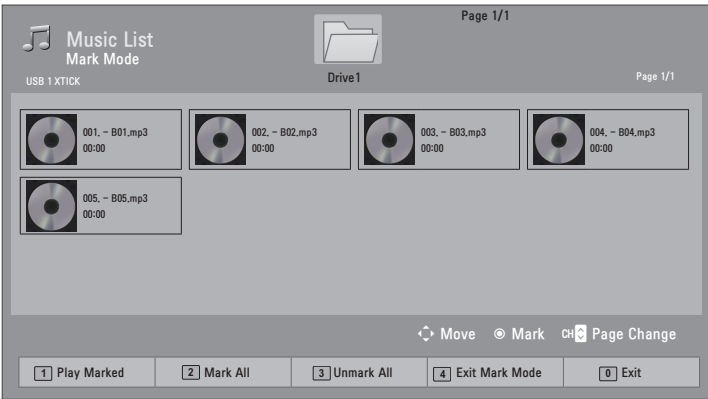 Page 1/1
Music List
Mark Mode
USB 1 XTICK
Drive1
Page 1/1
001. - B01.mp3
00:00
002. - B02.mp3
00:00
003. - B03.mp3
00:00
004. - B04.mp3
00:00
005. - B05.mp3
00:00
Move Mark CH Page Change
1 Play Marked 2 Mark All 3 Unmark All 4 Exit Mark Mode 0 Exit